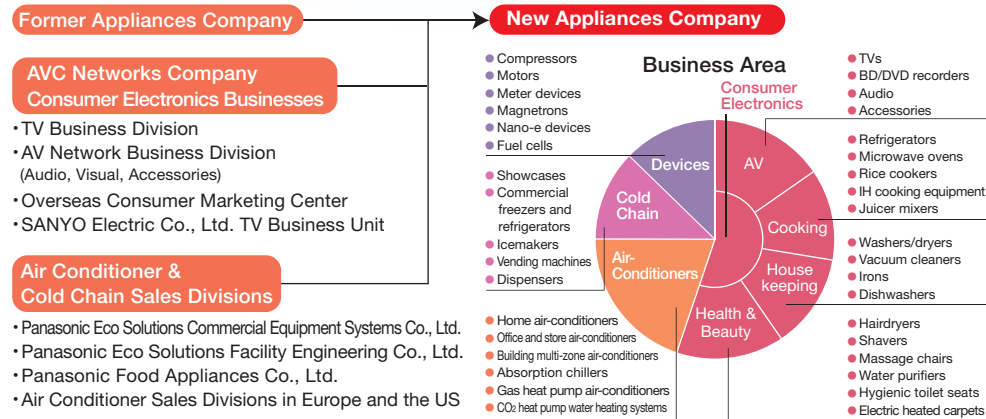 Former Appliances Company
AVC Networks Company
Consumer Electronics Businesses
・TV Business Division
・AV Network Business Division
(Audio, Visual, Accessories)
・Overseas Consumer Marketing Center
・SANYO Electric Co., Ltd. TV Business Unit
Air Conditioner &
Cold Chain Sales Divisions
・Panasonic Eco Solutions Commercial Equipment Systems Co., Ltd.
・Panasonic Eco Solutions Facility Engineering Co., Ltd.
・Panasonic Food Appliances Co., Ltd.
・Air Conditioner Sales Divisions in Europe and the US
New Appliances Company
● Compressors
● Motors
● Meter devices
● Magnetrons
● Nano-e devices
● Fuel cells
● Showcases
● Commercial
freezers and
refrigerators
● Icemakers
● Vending machines
● Dispensers
● Home air-conditioners
● Office and store air-conditioners
● Building multi-zone air-conditioners
● Absorption chillers
● Gas heat pump air-conditioners
● CO2 heat pump water heating systems
Business Area
Consumer
Electronics
Devices
AV
Cold
Chain
Cooking
Air-
Conditioners
House
keeping
Health &
Beauty
● TVs
● BD/DVD recorders
● Audio
● Accessories
● Refrigerators
● Microwave ovens
● Rice cookers
● IH cooking equipment
● Juicer mixers
● Washers/dryers
● Vacuum cleaners
● Irons
● Dishwashers
● Hairdryers
● Shavers
● Massage chairs
● Water purifiers
● Hygienic toilet seats
● Electric heated carpets